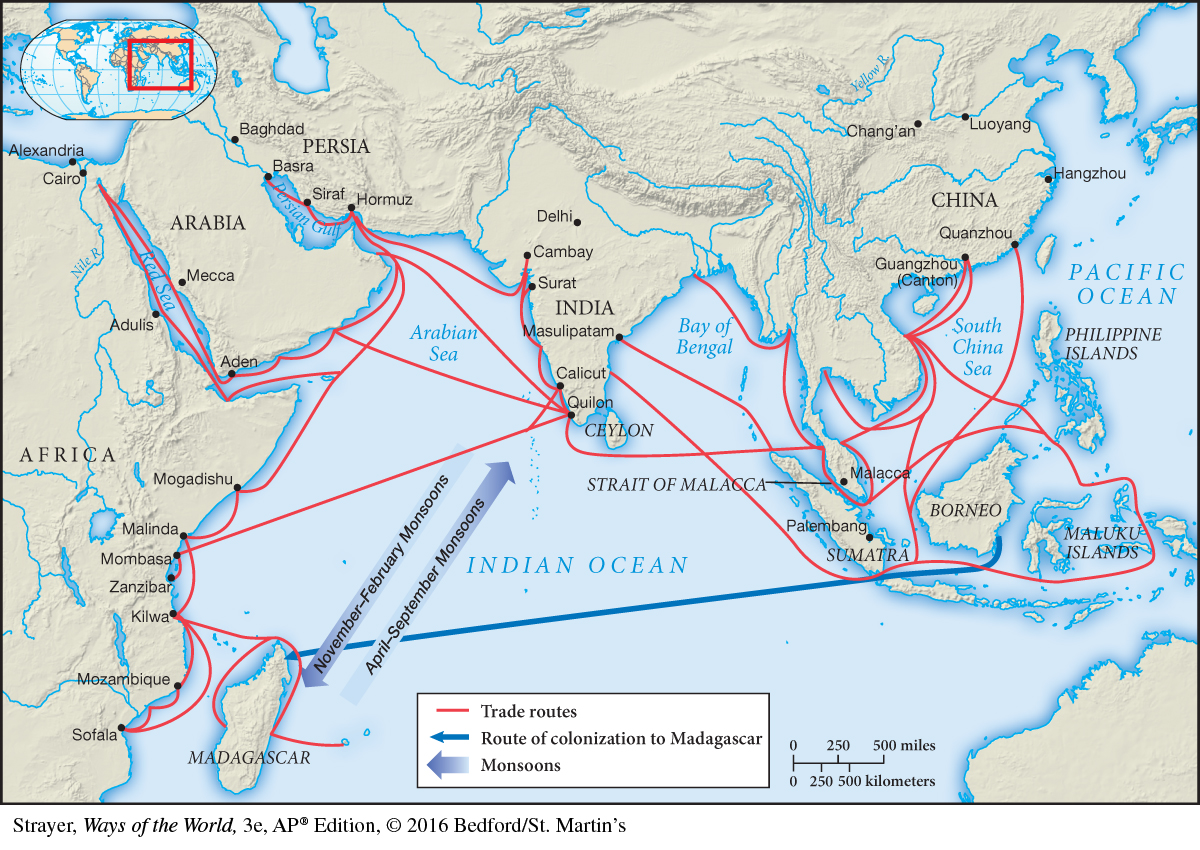 Yellow R.
Chang'an
Luoyang
Baghdad
PERSIA
Alexandria
Cairo
Basra
Siraf
Hormuz
Persian Gulf
Hangzhou
CHINA
ARABIA
Delhi
Quanzhou
Nile R.
Red Sea
Mecca
Cambay
Guangzhou
(Canton)
PACIFIC
OCEAN
Surat
INDIA
Adulis
Masulipatam
Arabian
Sea
Bay of
Bengal
South
China
Sea
PHILIPPINE
ISLANDS
Aden
Calicut
Quilon
CEYLON
AFRICA
Mogadishu
STRAIT OF MALACCA
Malacca
BORNEO
Malinda
Palembang
MALUKU
ISLANDS
Mombasa
SUMATRA
INDIAN OCEAN
Zanzibar
Kilwa
November–February Monsoons
April–September Monsoons
Mozambique
Sofala
MADAGASCAR
Trade routes
Route of colonization to Madagascar
Monsoons
0 250 500 miles
0 250 500 kilometers
Strayer, Ways of the World, 3e, AP® Edition, © 2016 Bedford/St. Martin's